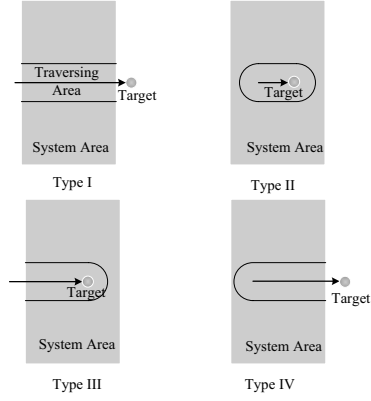 Traversing
Area
Target
System Area
Type I
Target
System Area
Type II
Target
System Area
Type III
Target
System Area
Type IV